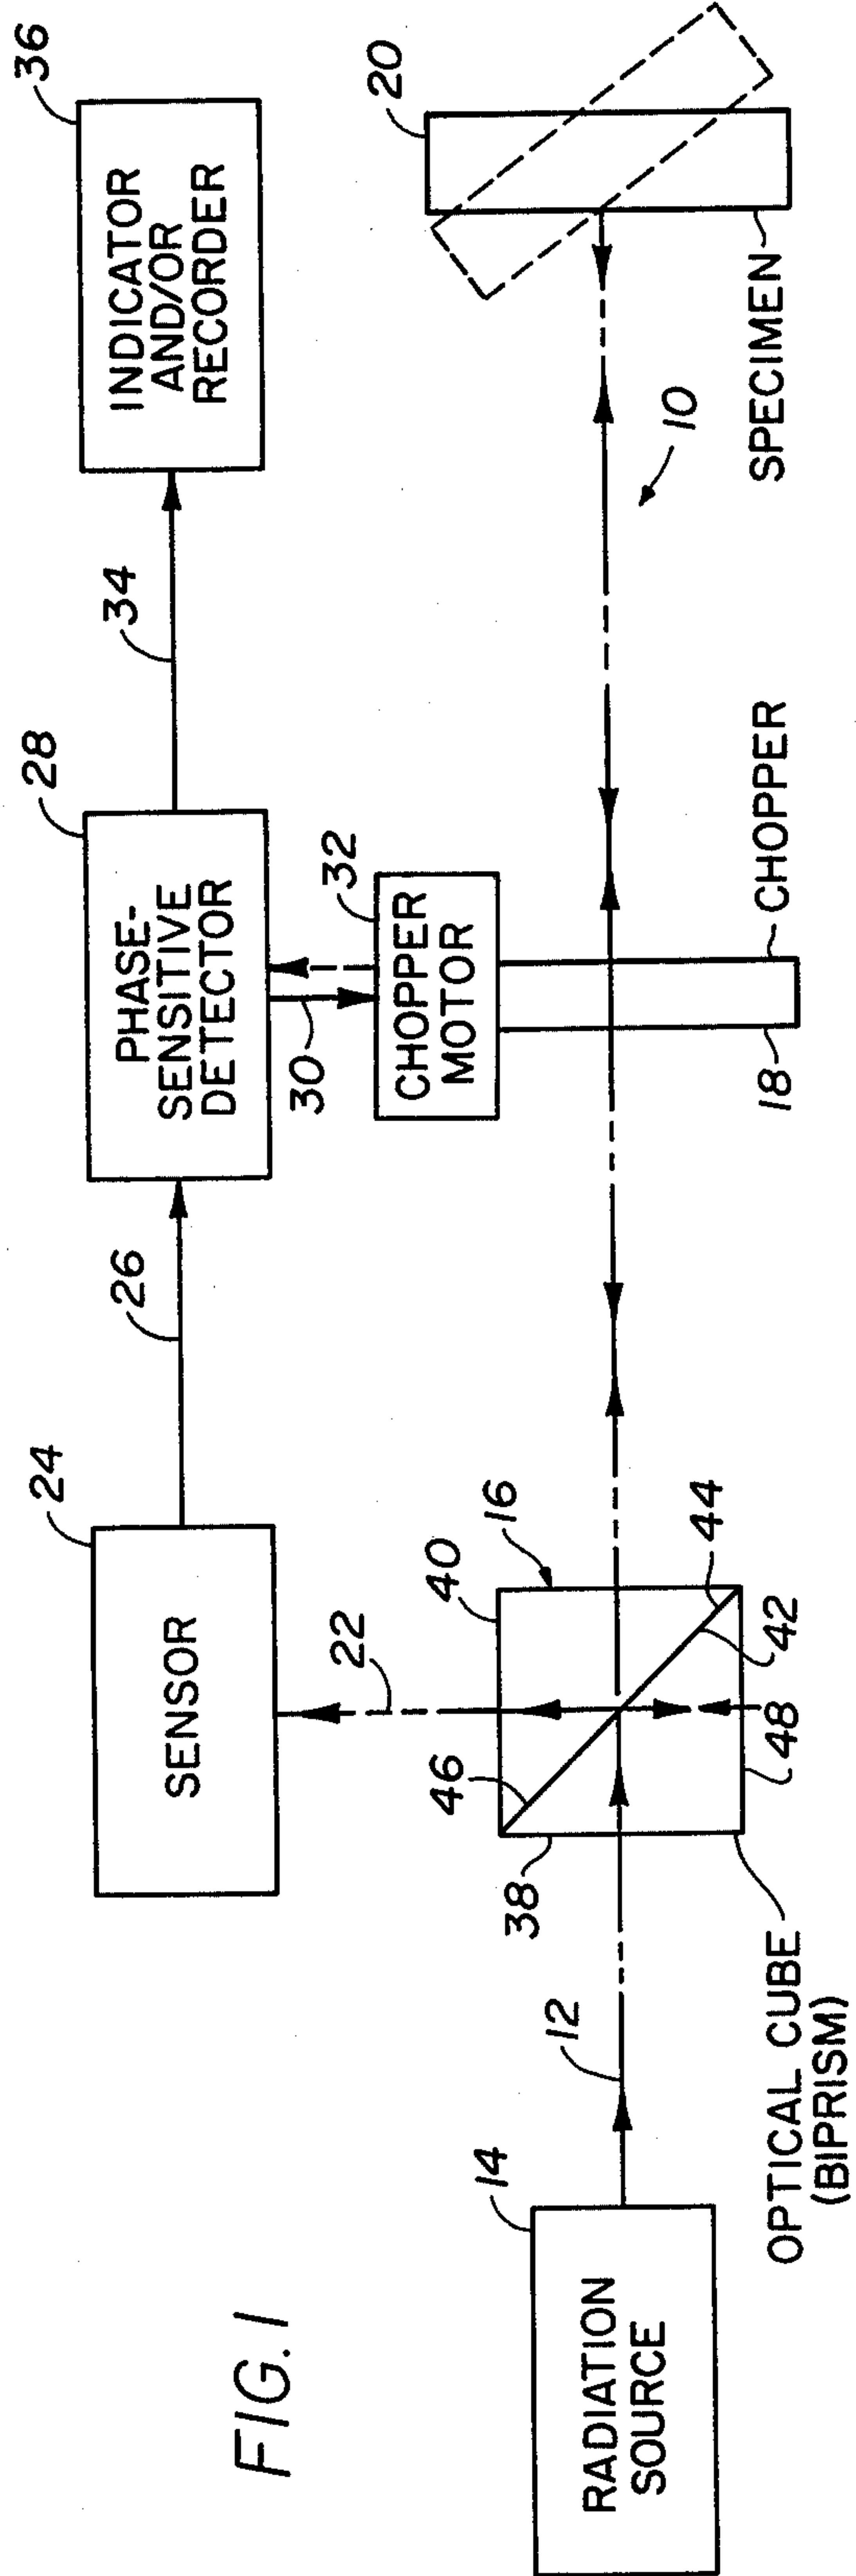 FIG. 1
36
INDICATOR
AND/OR
RECORDER
34
28
PHASE-
SENSITIVE
DETECTOR
26
24
SENSOR
30
32
CHOPPER
MOTOR
22
20
SPECIMEN
10
CHOPPER
18
16
40
44
42
46
48
38
OPTICAL CUBE
(BIPRISM)
12
14
RADIATION
SOURCE